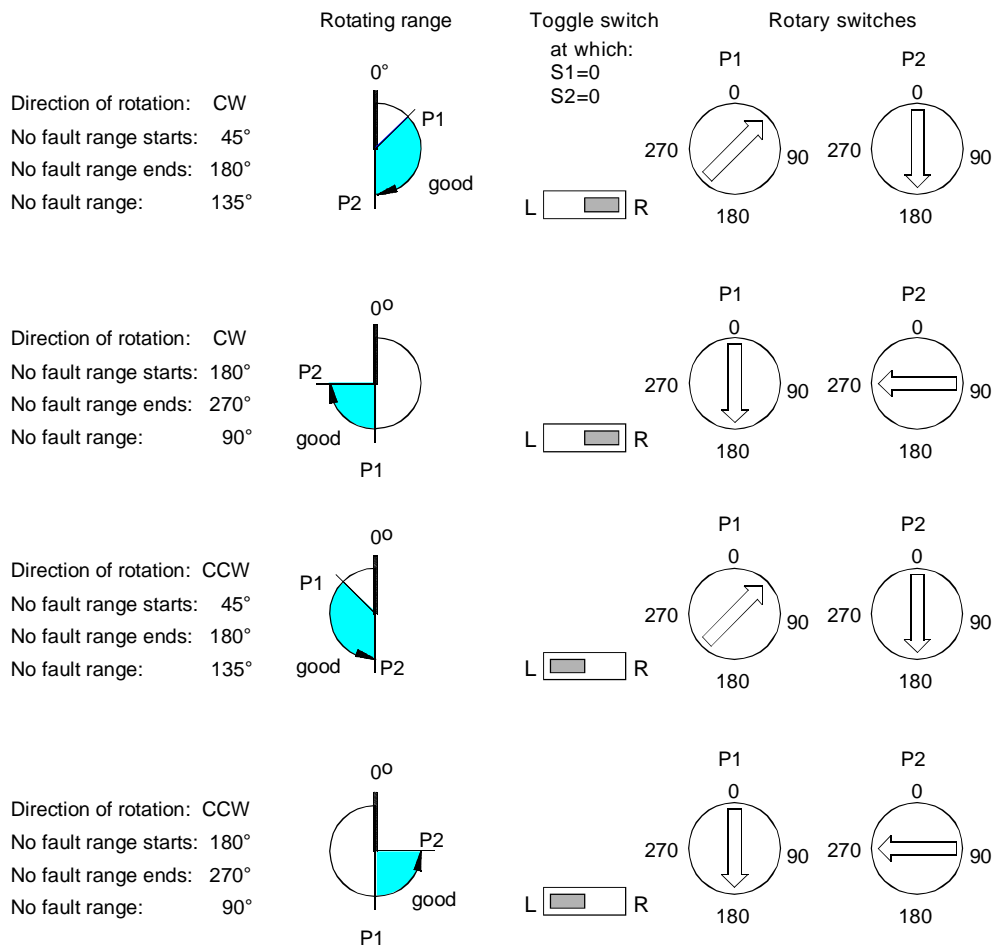 Rotating range Toggle switch Rotary switches
at which:
S1=0
S2=0
Direction of rotation: CW
No fault range starts: 45°
No fault range ends: 180°
No fault range: 135°
0°
P1
good
P2
L R
P1
0
270 90
180
P2
0
270 90
180
Direction of rotation: CW
No fault range starts: 180°
No fault range ends: 270°
No fault range: 90°
0º
P2
good
P1
L R
P1
0
270 90
180
P2
0
270 90
180
Direction of rotation: CCW
No fault range starts: 45°
No fault range ends: 180°
No fault range: 135°
0º
P1
good
P2
L R
P1
0
270 90
180
P2
0
270 90
180
Direction of rotation: CCW
No fault range starts: 180°
No fault range ends: 270°
No fault range: 90°
0º
P2
good
P1
L R
P1
0
270 90
180
P2
0
270 90
180